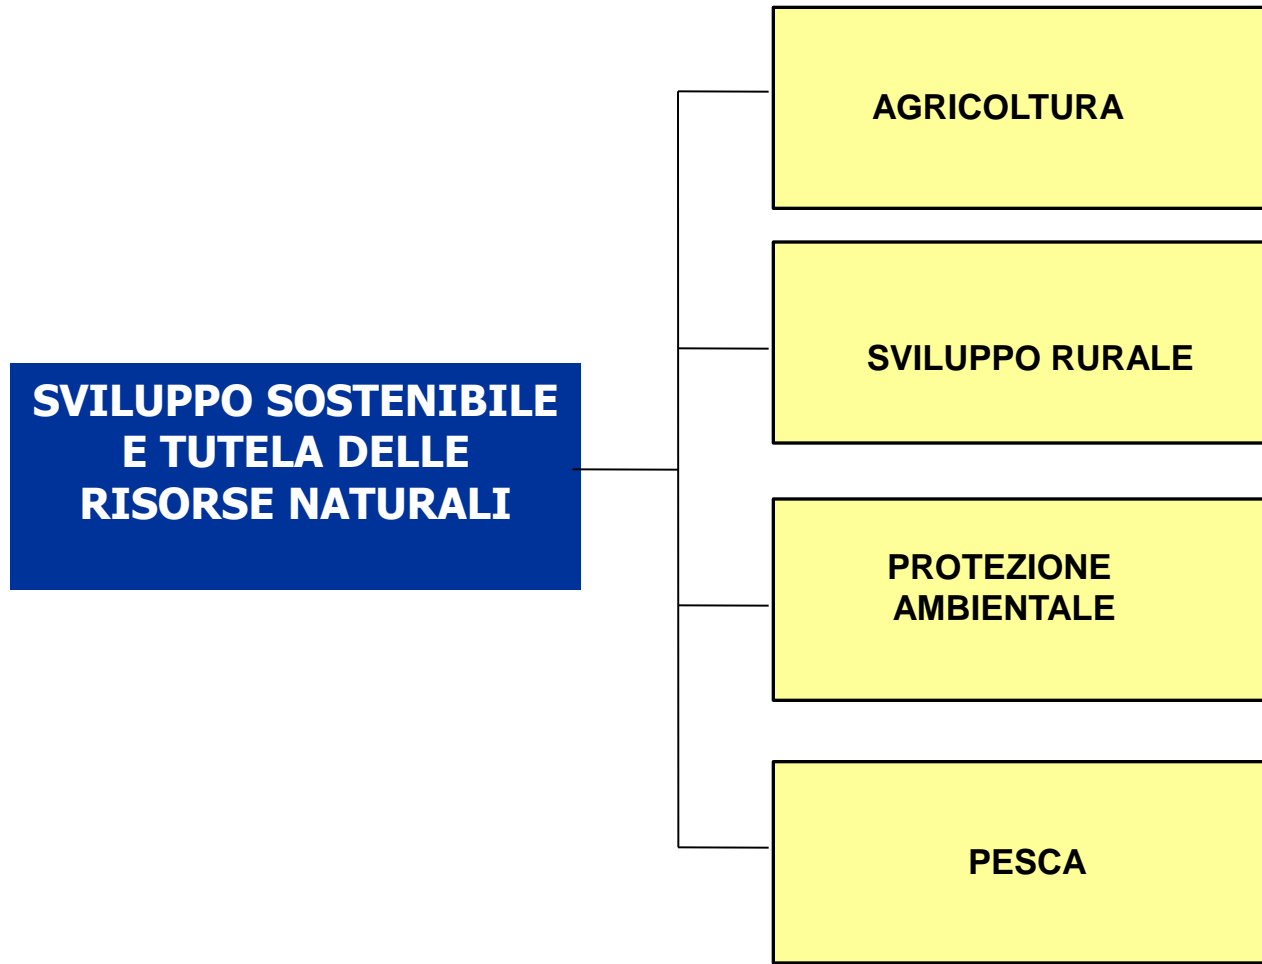 AGRICOLTURA
SVILUPPO RURALE
SVILUPPO SOSTENIBILE
E TUTELA DELLE
RISORSE NATURALI
PROTEZIONE
AMBIENTALE
PESCA